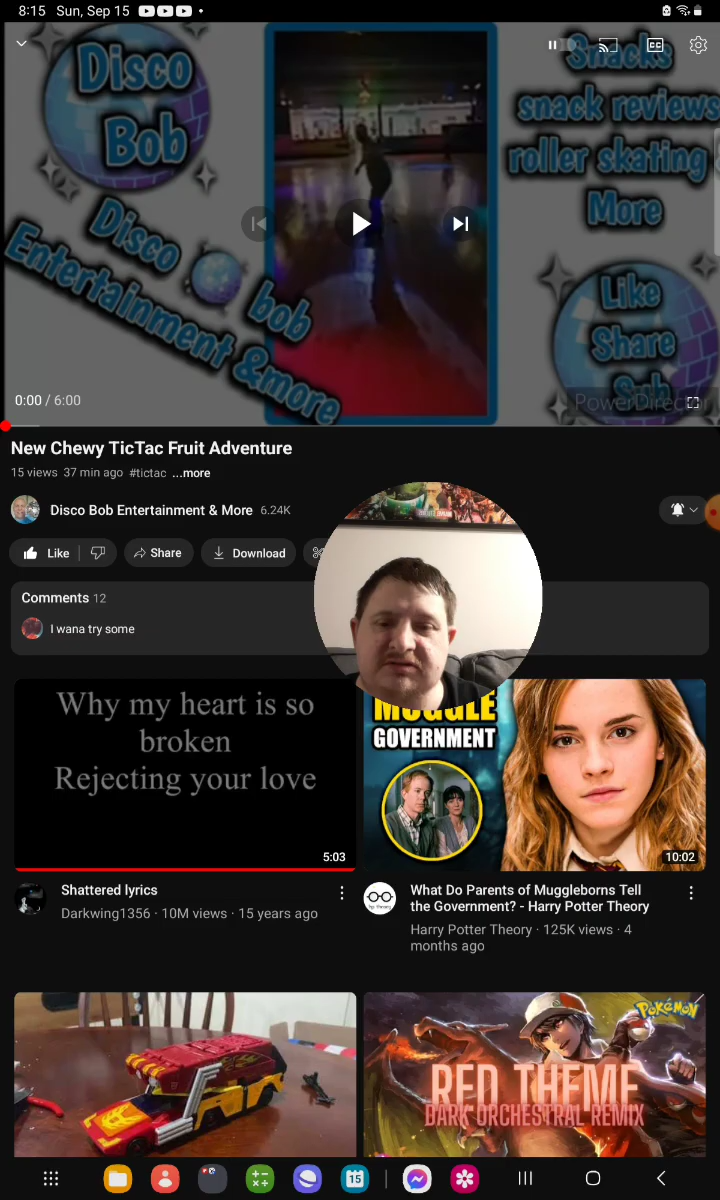 8:15 Sun, Sep 15
Disco
Bob
Disco bob
Entertainment &more
Snacks
snack reviews
roller skating
More
Like
Share
Sub
PowerDirector
0:00 / 6:00
New Chewy TicTac Fruit Adventure
15 views 37 min ago #tictac ...more
Disco Bob Entertainment & More 6.24K
Like
Share
Download
Comments 12
I wana try some
Why my heart is so
broken
Rejecting your love
5:03
MUGGLE
GOVERNMENT
10:02
Shattered lyrics
Darkwing1356 · 10M views · 15 years ago
What Do Parents of Muggleborns Tell
the Government? - Harry Potter Theory
Harry Potter Theory · 125K views · 4
months ago
POKéMON
RED THEME
DARK ORCHESTRAL REMIX
15